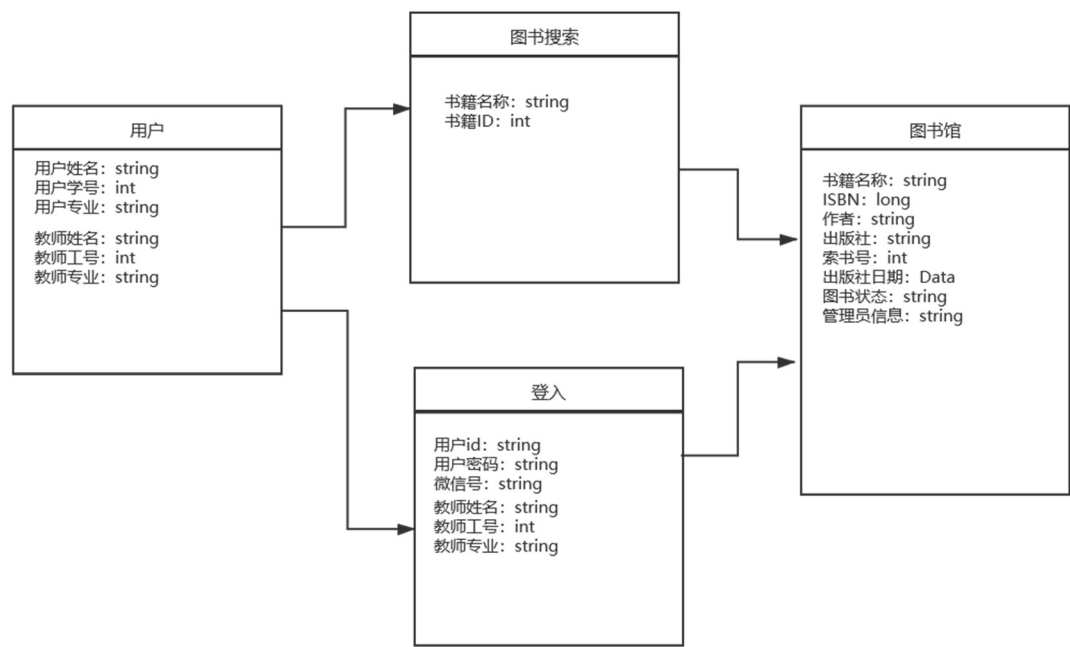 图书搜索
书籍名称：string
书籍ID：int
用户
用户姓名：string
用户学号：int
用户专业：string
教师姓名：string
教师工号：int
教师专业：string
图书馆
书籍名称：string
ISBN：long
作者：string
出版社：string
索书号：int
出版社日期：Data
图书状态：string
管理员信息：string
登入
用户id：string
用户密码：string
微信号：string
教师姓名：string
教师工号：int
教师专业：string